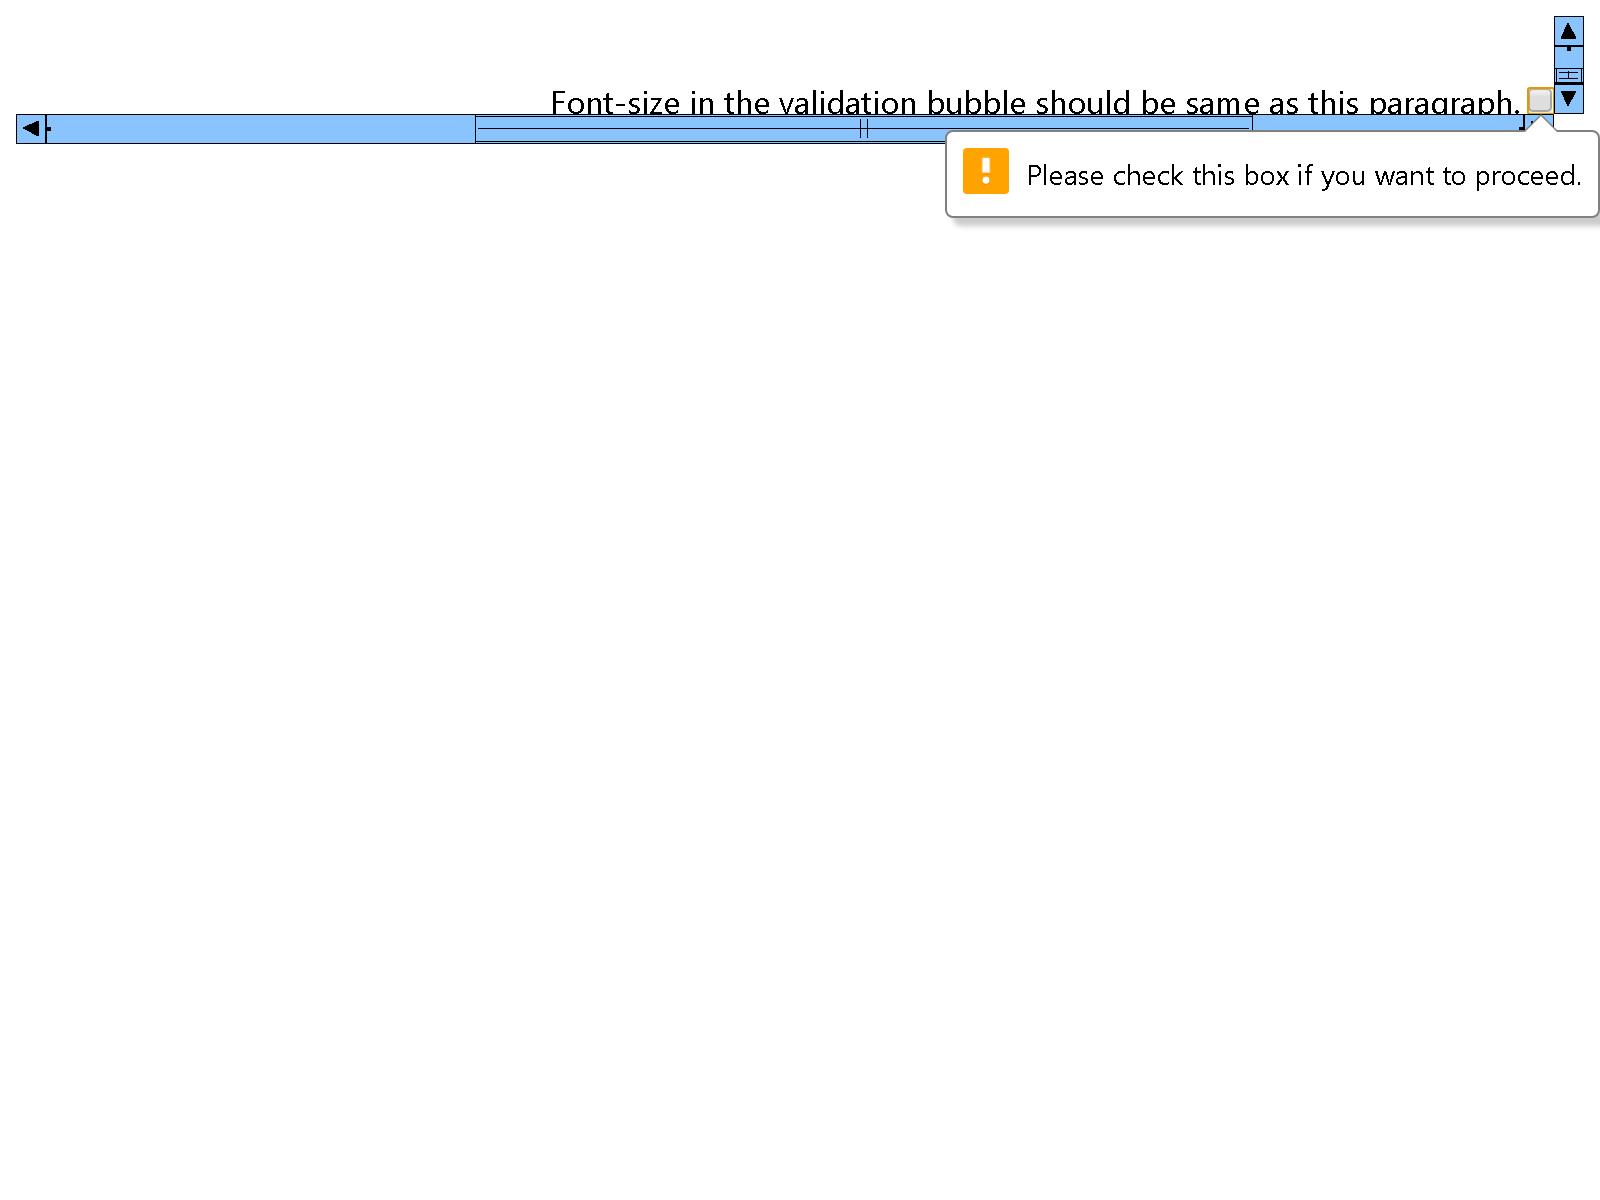 Font-size in the validation bubble should be same as this paragraph.
Please check this box if you want to proceed.